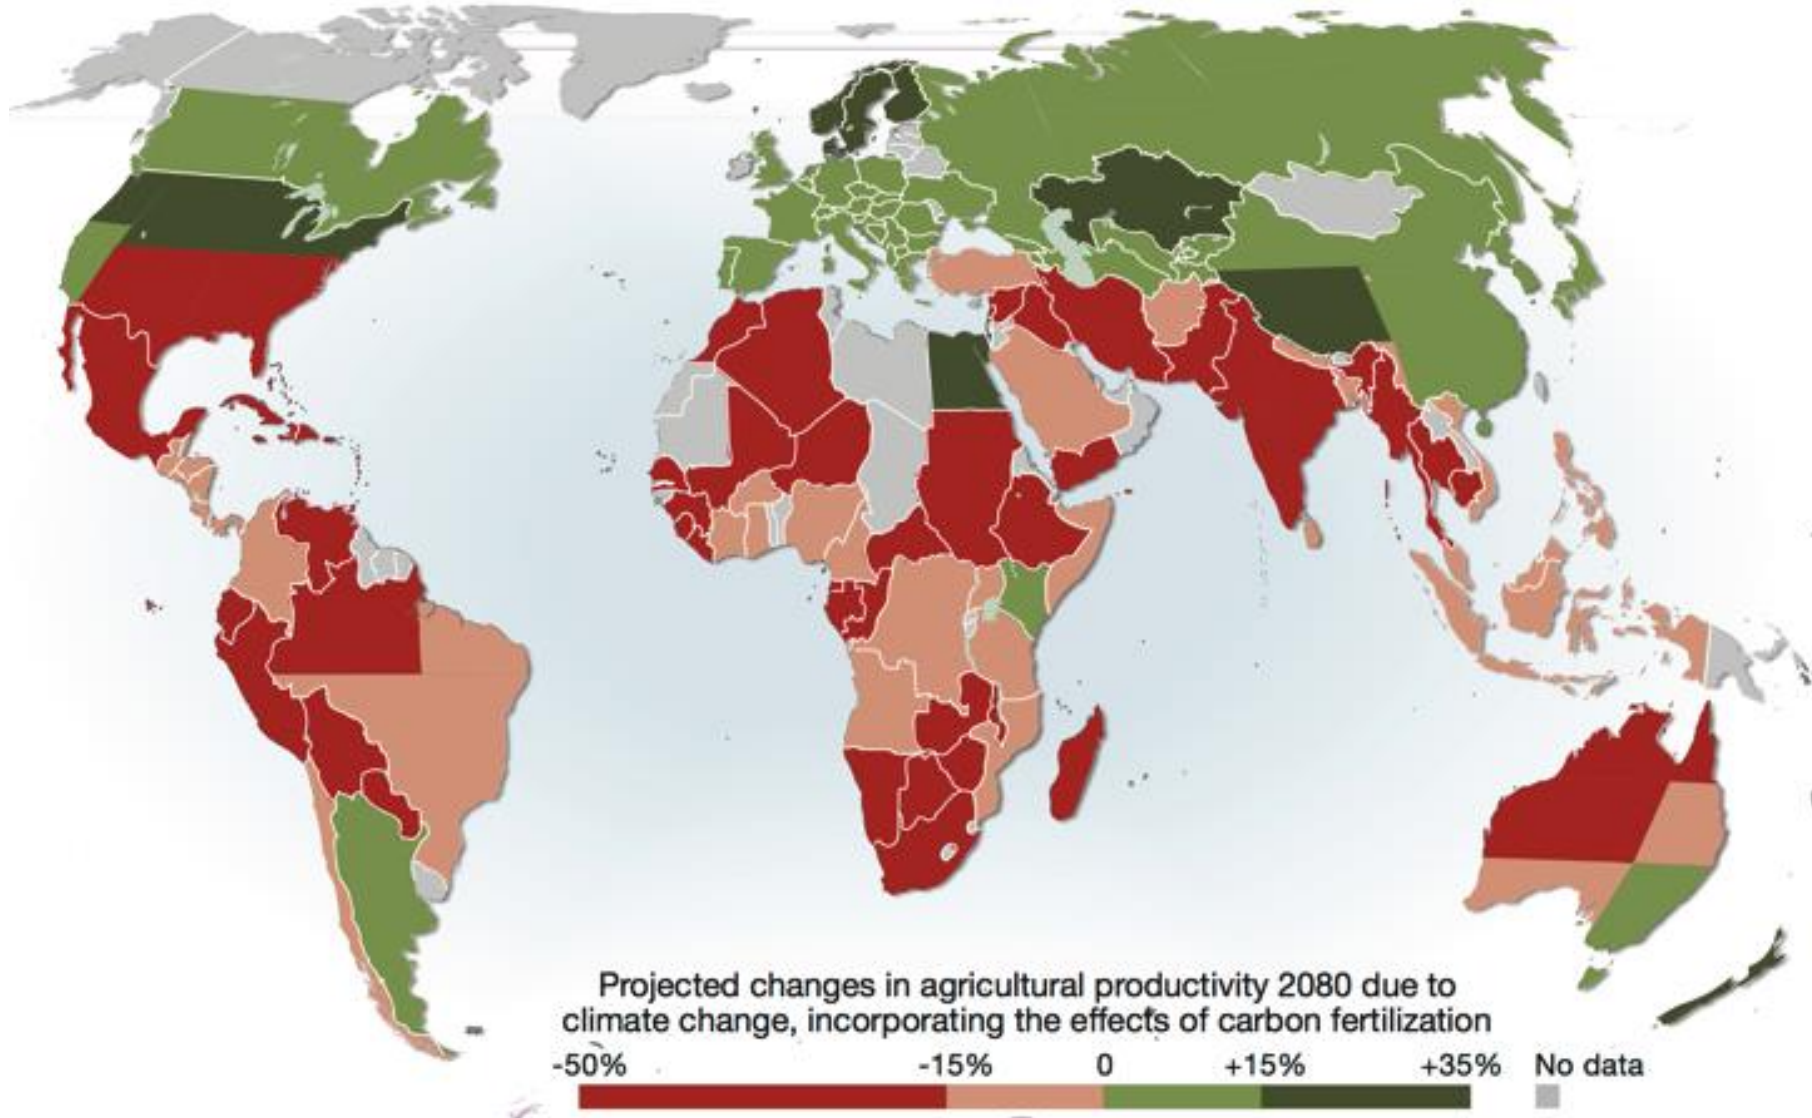 Projected changes in agricultural productivity 2080 due to
climate change, incorporating the effects of carbon fertilization
-50% -15% 0 +15% +35% No data